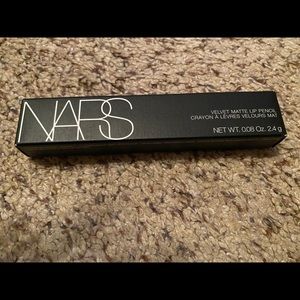 NARS
VELVET MATTE LIP PENCIL
CRAYON À LÈVRES VELOURS MAT
NET WT. 0.08 Oz. 2.4 g